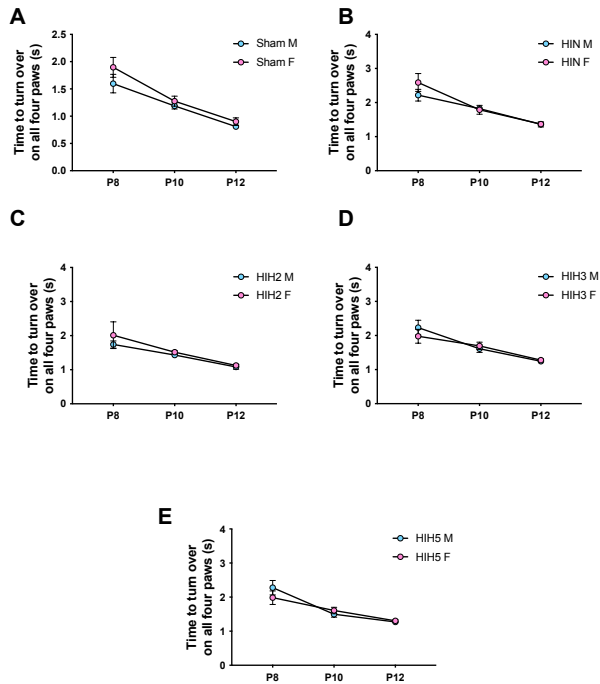 A
Time to turn over
on all four paws (s)
2.5
2.0
1.5
1.0
0.5
0.0
P8 P10 P12
Sham M
Sham F
B
Time to turn over
on all four paws (s)
4
3
2
1
0
P8 P10 P12
HIN M
HIN F
C
Time to turn over
on all four paws (s)
4
3
2
1
0
P8 P10 P12
HIH2 M
HIH2 F
D
Time to turn over
on all four paws (s)
4
3
2
1
0
P8 P10 P12
HIH3 M
HIH3 F
E
Time to turn over
on all four paws (s)
4
3
2
1
0
P8 P10 P12
HIH5 M
HIH5 F